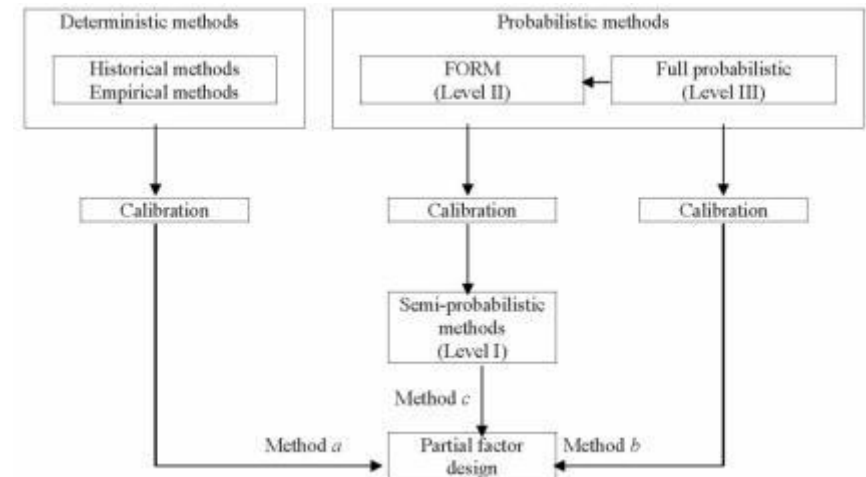 Deterministic methods
Probabilistic methods
Historical methods
Empirical methods
FORM
(Level II)
Full probabilistic
(Level III)
Calibration
Calibration
Calibration
Semi-probabilistic
methods
(Level I)
Method c
Method a
Partial factor
design
Method b